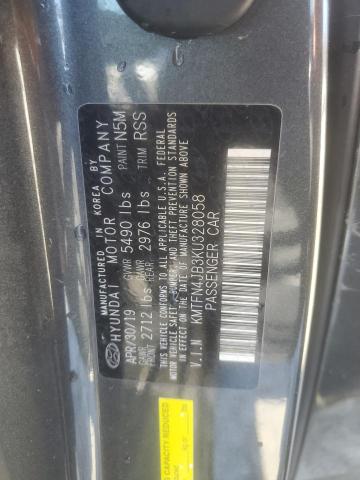 MANUFACTURED IN KOREA BY
HYUNDAI MOTOR COMPANY
APR/30/19 GVWR 5490 lbs PAINT N5M
GAWR FRONT 2712 lbs GAWR REAR 2976 lbs TRIM RSS
THIS VEHICLE CONFORMS TO ALL APPLICABLE U.S.A. FEDERAL
MOTOR VEHICLE SAFETY, BUMPER, AND THEFT PREVENTION STANDARDS
IN EFFECT ON THE DATE OF MANUFACTURE SHOWN ABOVE.
V.I.N KMTFN4JB3KU328058
PASSENGER CAR
CAPACITY REDUCED